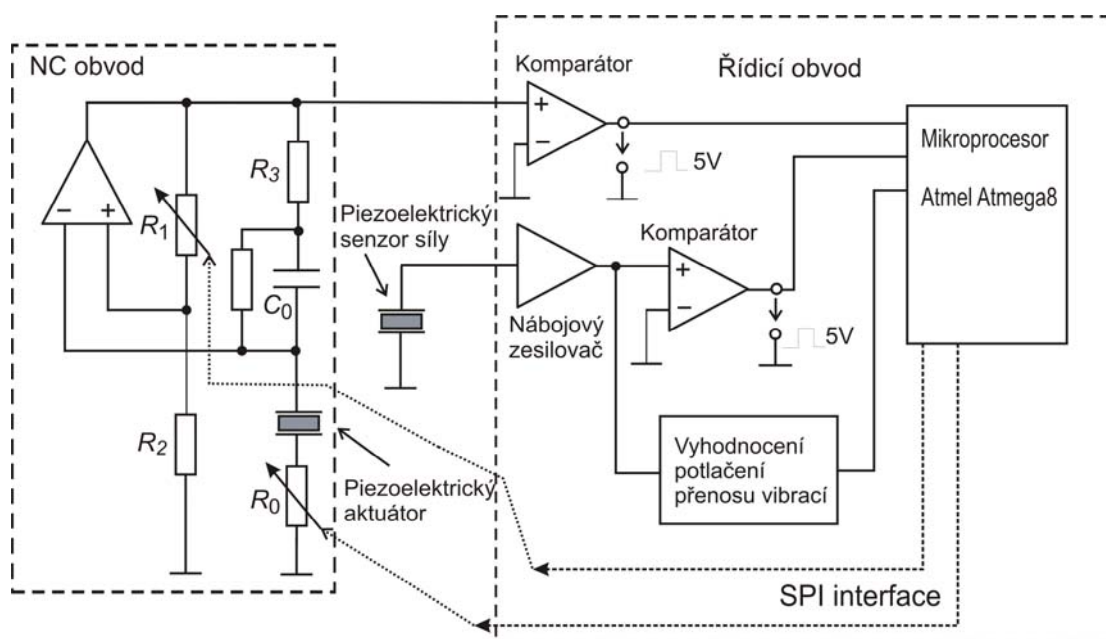 NC obvod
Komparátor
Řídicí obvod
+
−
5V
Mikroprocesor
Atmel Atmega8
R3
−
+
R1
Piezoelektrický
senzor síly
Komparátor
+
−
C0
Nábojový
zesilovač
5V
R2
Vyhodnocení
potlačení
přenosu vibrací
R0
Piezoelektrický
aktuátor
SPI interface